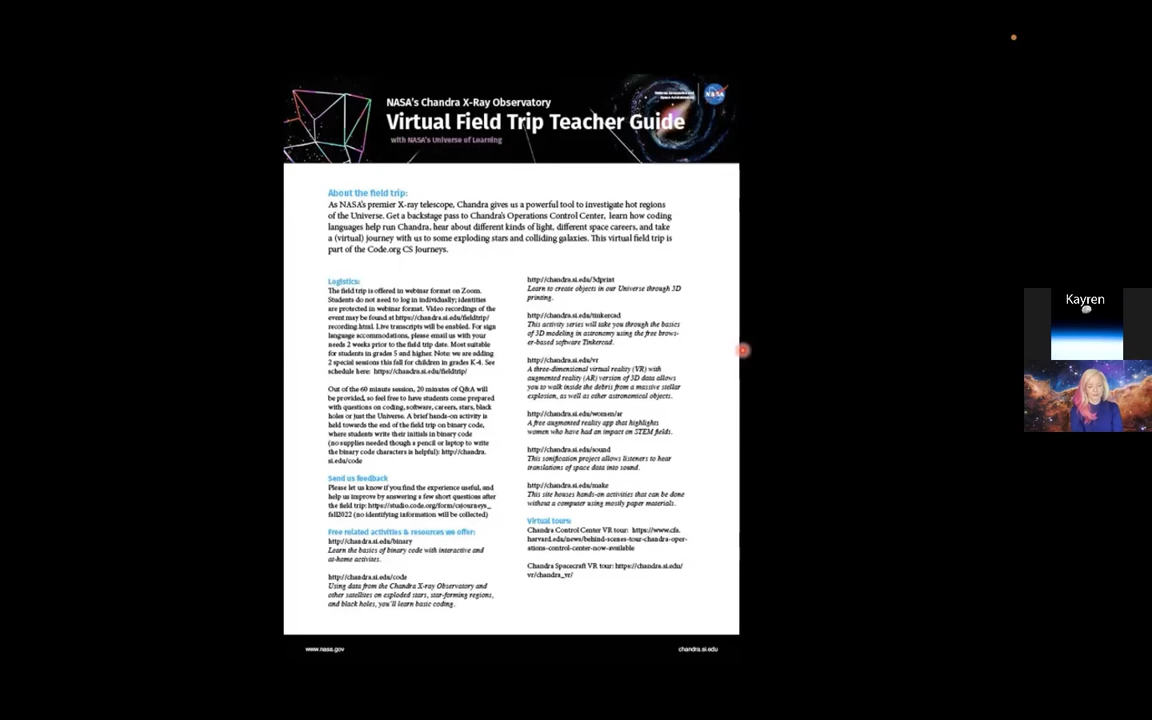 NASA's Chandra X-Ray Observatory
Virtual Field Trip Teacher Guide
with NASA's Universe of Learning
National Aeronautics and
Space Administration
NASA
About the field trip:
As NASA's premier X-ray telescope, Chandra gives us a powerful tool to investigate hot regions
of the Universe. Get a backstage pass to Chandra's Operations Control Center, learn how coding
languages help run Chandra, hear about different kinds of light, different space careers, and take
a (virtual) journey with us to some exploding stars and colliding galaxies. This virtual field trip is
part of the Code.org CS Journeys.
Logistics:
The field trip is offered in webinar format on Zoom.
Students do not need to log in individually; identities
are protected in webinar format. Video recordings of the
event may be found at https://chandra.si.edu/fieldtrip/
recording.html. Live transcripts will be enabled. For sign
language accommodations, please email us with your
needs 2 weeks prior to the field trip date. Most suitable
for students in grades 5 and higher. Note: we are adding
2 special sessions this fall for children in grades K-4. See
schedule here: https://chandra.si.edu/fieldtrip/
Out of the 60 minute session, 20 minutes of Q&A will
be provided, so feel free to have students come prepared
with questions on coding, software, careers, stars, black
holes or just the Universe. A brief hands-on activity is
held towards the end of the field trip on binary code,
where students write their initials in binary code
(no supplies needed though a pencil or laptop to write
the binary code characters is helpful): http://chandra.
si.edu/code
Send us feedback
Please let us know if you find the experience useful, and
help us improve by answering a few short questions after
the field trip: https://studio.code.org/form/csjourneys_
fall2022 (no identifying information will be collected)
Free related activities & resources we offer:
http://chandra.si.edu/binary
Learn the basics of binary code with interactive and
at-home activites.
http://chandra.si.edu/code
Using data from the Chandra X-ray Observatory and
other satellites on exploded stars, star-forming regions,
and black holes, you'll learn basic coding.
http://chandra.si.edu/3dprint
Learn to create objects in our Universe through 3D
printing.
http://chandra.si.edu/tinkercad
This activity series will take you through the basics
of 3D modeling in astronomy using the free brows-
er-based software Tinkercad.
http://chandra.si.edu/vr
A three-dimensional virtual reality (VR) with
augmented reality (AR) version of 3D data allows
you to walk inside the debris from a massive stellar
explosion, as well as other astronomical objects.
http://chandra.si.edu/women/ar
A free augmented reality app that highlights
women who have had an impact on STEM fields.
http://chandra.si.edu/sound
This sonification project allows listeners to hear
translations of space data into sound.
http://chandra.si.edu/make
This site houses hands-on activities that can be done
without a computer using mostly paper materials.
Virtual tours:
Chandra Control Center VR tour: https://www.cfa.
harvard.edu/news/behind-scenes-tour-chandra-oper-
ations-control-center-now-available
Chandra Spacecraft VR tour: https://chandra.si.edu/
vr/chandra_vr/
www.nasa.gov
chandra.si.edu
Kayren